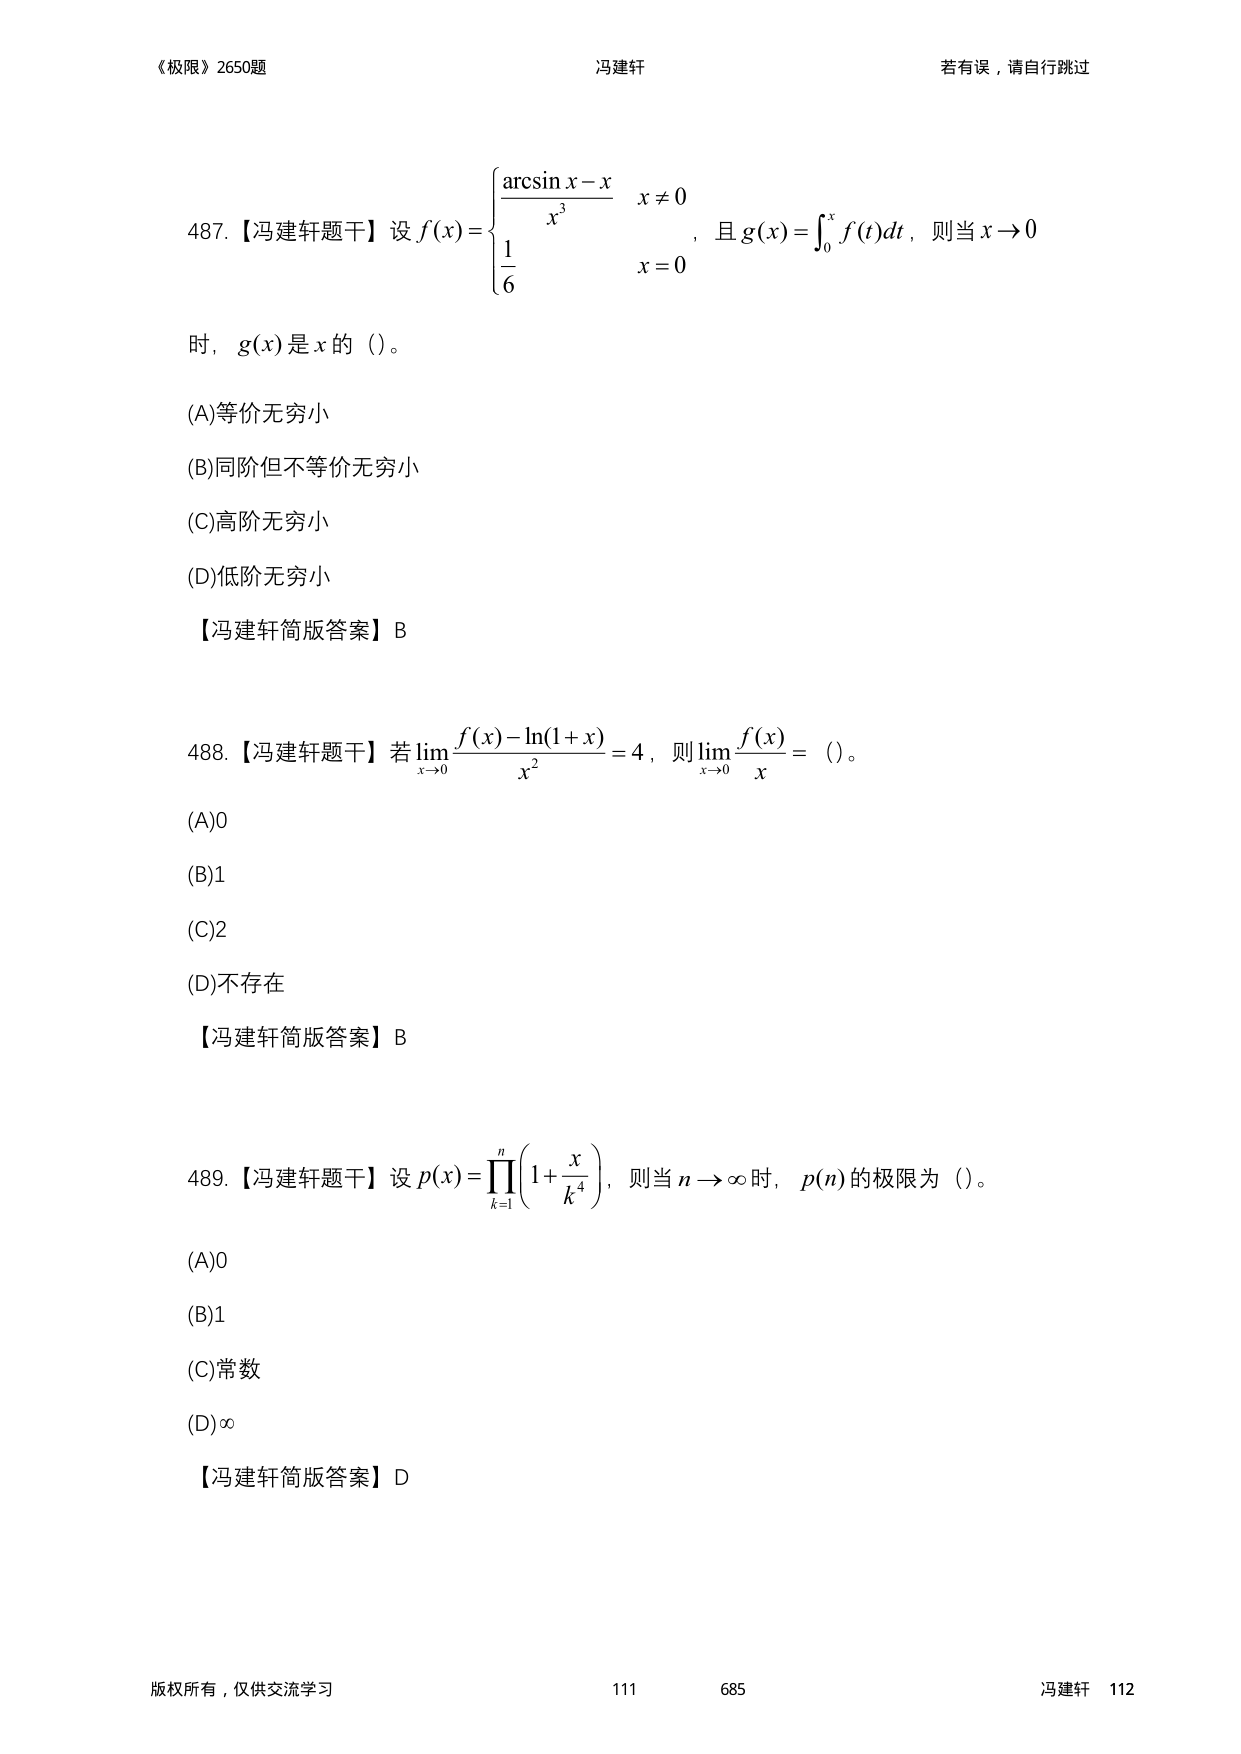 《极限》2650题 冯建轩 若有误，请自行跳过
487.【冯建轩题干】设 f(x) = { (arcsin x − x)/x³  x ≠ 0 ; 1/6  x = 0 ，且 g(x) = ∫₀ˣ f(t)dt，则当 x → 0
时， g(x) 是 x 的（）。
(A)等价无穷小
(B)同阶但不等价无穷小
(C)高阶无穷小
(D)低阶无穷小
【冯建轩简版答案】B
488.【冯建轩题干】若 lim_{x→0} (f(x) − ln(1 + x))/x² = 4，则 lim_{x→0} f(x)/x = （）。
(A)0
(B)1
(C)2
(D)不存在
【冯建轩简版答案】B
489.【冯建轩题干】设 p(x) = ∏_{k=1}^{n} (1 + x/k⁴)，则当 n → ∞ 时， p(n) 的极限为（）。
(A)0
(B)1
(C)常数
(D)∞
【冯建轩简版答案】D
版权所有，仅供交流学习 111 685 冯建轩 112